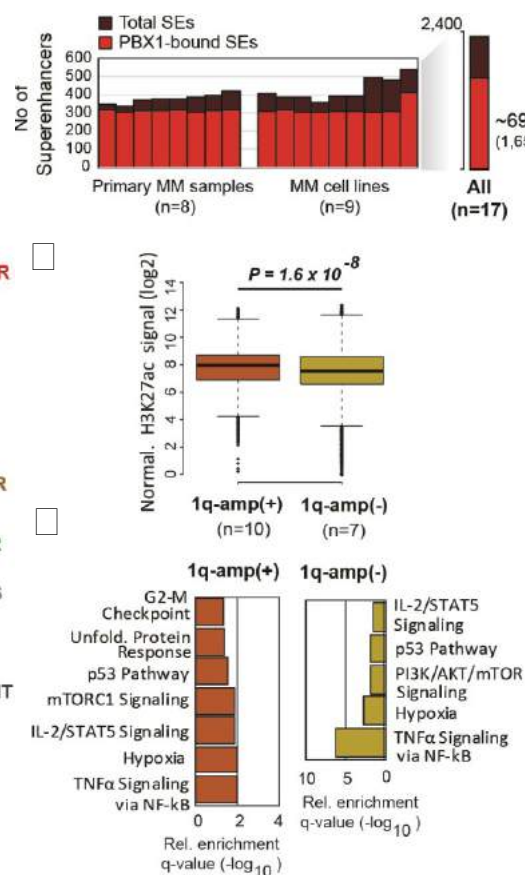 Total SEs
PBX1-bound SEs
No of
Superenhancers
600
500
400
300
200
100
0
Primary MM samples
(n=8)
MM cell lines
(n=9)
2,400
~69
(1,65
All
(n=17)
R
Normal. H3K27ac signal (log2)
14
12
10
8
6
4
2
0
P = 1.6 x 10-8
1q-amp(+)
(n=10)
1q-amp(-)
(n=7)
R
IT
1q-amp(+)
G2-M
Checkpoint
Unfold. Protein
Response
p53 Pathway
mTORC1 Signaling
IL-2/STAT5 Signaling
Hypoxia
TNFα Signaling
via NF-kB
0 2 4
Rel. enrichment
q-value (-log10)
1q-amp(-)
IL-2/STAT5
Signaling
p53 Pathway
PI3K/AKT/mTOR
Signaling
Hypoxia
TNFα Signaling
via NF-kB
10 5 0
Rel. enrichment
q-value (-log10)